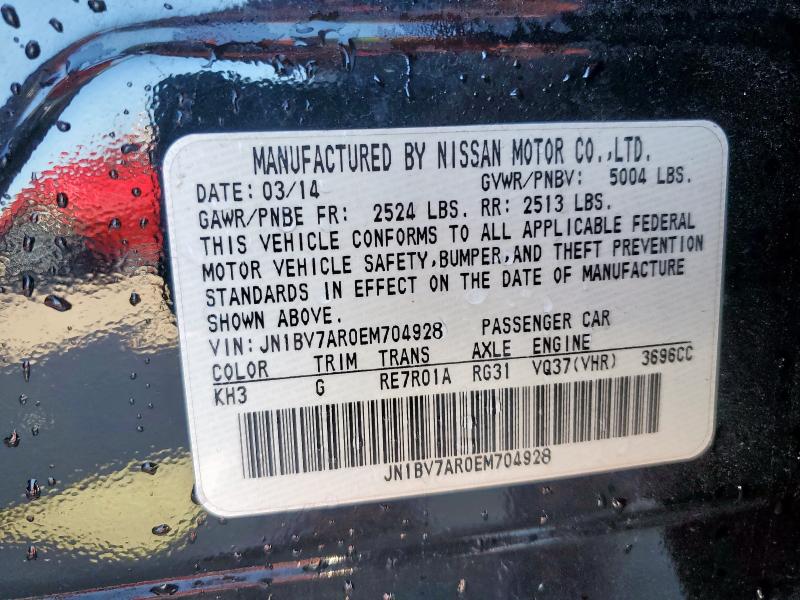 MANUFACTURED BY NISSAN MOTOR CO.,LTD.
DATE: 03/14 GVWR/PNBV: 5004 LBS.
GAWR/PNBE FR: 2524 LBS. RR: 2513 LBS.
THIS VEHICLE CONFORMS TO ALL APPLICABLE FEDERAL
MOTOR VEHICLE SAFETY,BUMPER,AND THEFT PREVENTION
STANDARDS IN EFFECT ON THE DATE OF MANUFACTURE
SHOWN ABOVE.
VIN: JN1BV7AR0EM704928 PASSENGER CAR
COLOR TRIM TRANS AXLE ENGINE
KH3 G RE7R01A RG31 VQ37(VHR) 3696CC
JN1BV7AR0EM704928